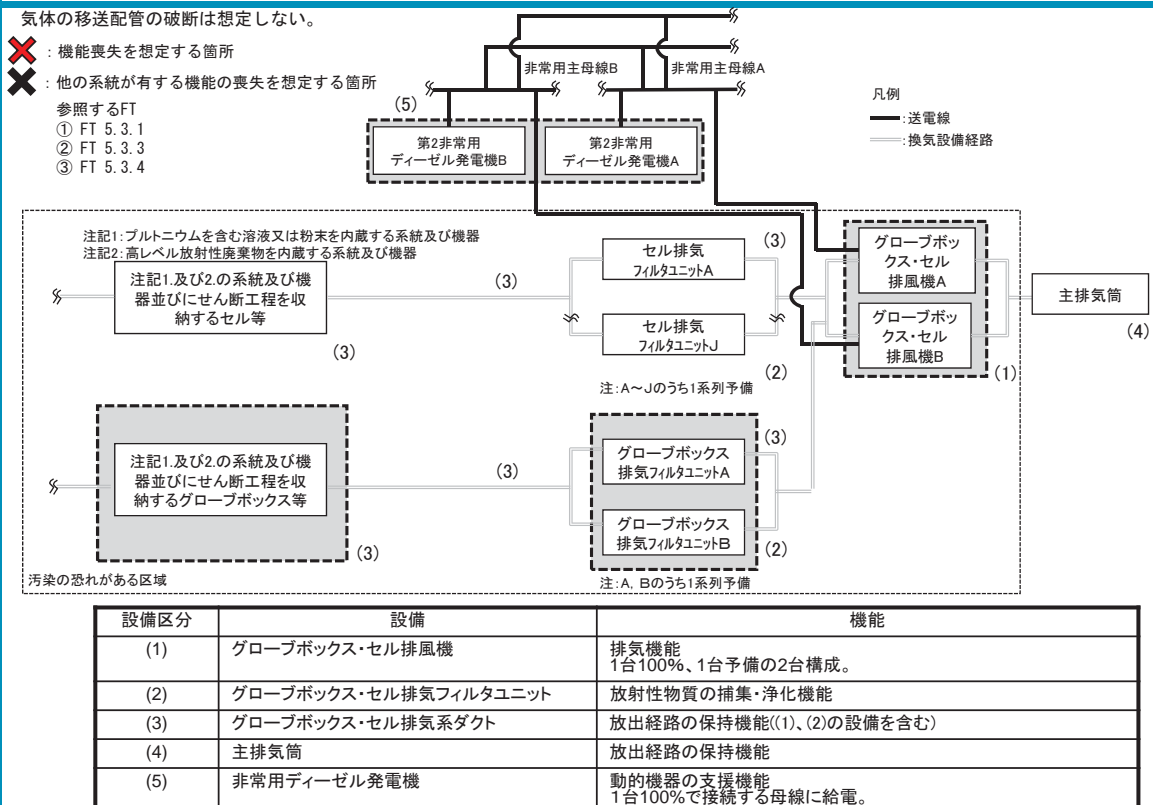 気体の移送配管の破断は想定しない。
：機能喪失を想定する箇所
：他の系統が有する機能の喪失を想定する箇所
参照するFT
① FT 5.3.1
② FT 5.3.3
③ FT 5.3.4
非常用主母線B
非常用主母線A
凡例
：送電線
：換気設備経路
(5)
第2非常用
ディーゼル発電機B
第2非常用
ディーゼル発電機A
注記1：プルトニウムを含む溶液又は粉末を内蔵する系統及び機器
注記2：高レベル放射性廃棄物を内蔵する系統及び機器
注記1.及び2.の系統及び機
器並びにせん断工程を収
納するセル等
(3)
(3)
セル排気
フィルタユニットA
(3)
セル排気
フィルタユニットJ
(2)
注：A～Jのうち1系列予備
グローブボッ
クス・セル
排風機A
グローブボッ
クス・セル
排風機B
(1)
主排気筒
(4)
注記1.及び2.の系統及び機
器並びにせん断工程を収
納するグローブボックス等
(3)
(3)
グローブボックス
排気フィルタユニットA
(3)
グローブボックス
排気フィルタユニットB
(2)
注：A, Bのうち1系列予備
汚染の恐れがある区域
設備区分 設備 機能
(1) グローブボックス・セル排風機 排気機能
1台100%、1台予備の2台構成。
(2) グローブボックス・セル排気フィルタユニット 放射性物質の捕集・浄化機能
(3) グローブボックス・セル排気系ダクト 放出経路の保持機能((1)、(2)の設備を含む)
(4) 主排気筒 放出経路の保持機能
(5) 非常用ディーゼル発電機 動的機器の支援機能
1台100%で接続する母線に給電。